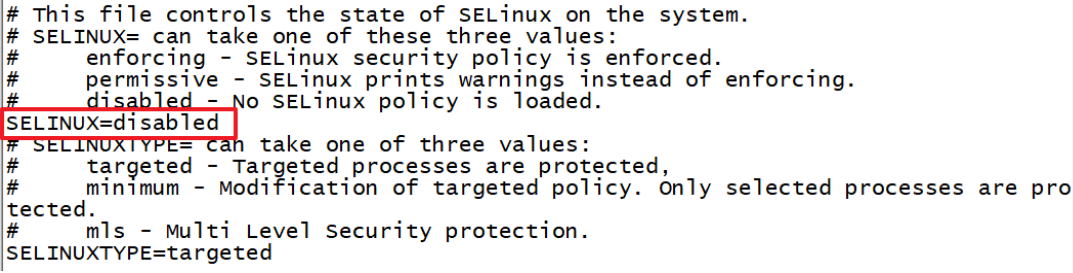 # This file controls the state of SELinux on the system.
# SELINUX= can take one of these three values:
#     enforcing - SELinux security policy is enforced.
#     permissive - SELinux prints warnings instead of enforcing.
#     disabled - No SELinux policy is loaded.
SELINUX=disabled
# SELINUXTYPE= can take one of three values:
#     targeted - Targeted processes are protected,
#     minimum - Modification of targeted policy. Only selected processes are pro
tected.
#     mls - Multi Level Security protection.
SELINUXTYPE=targeted